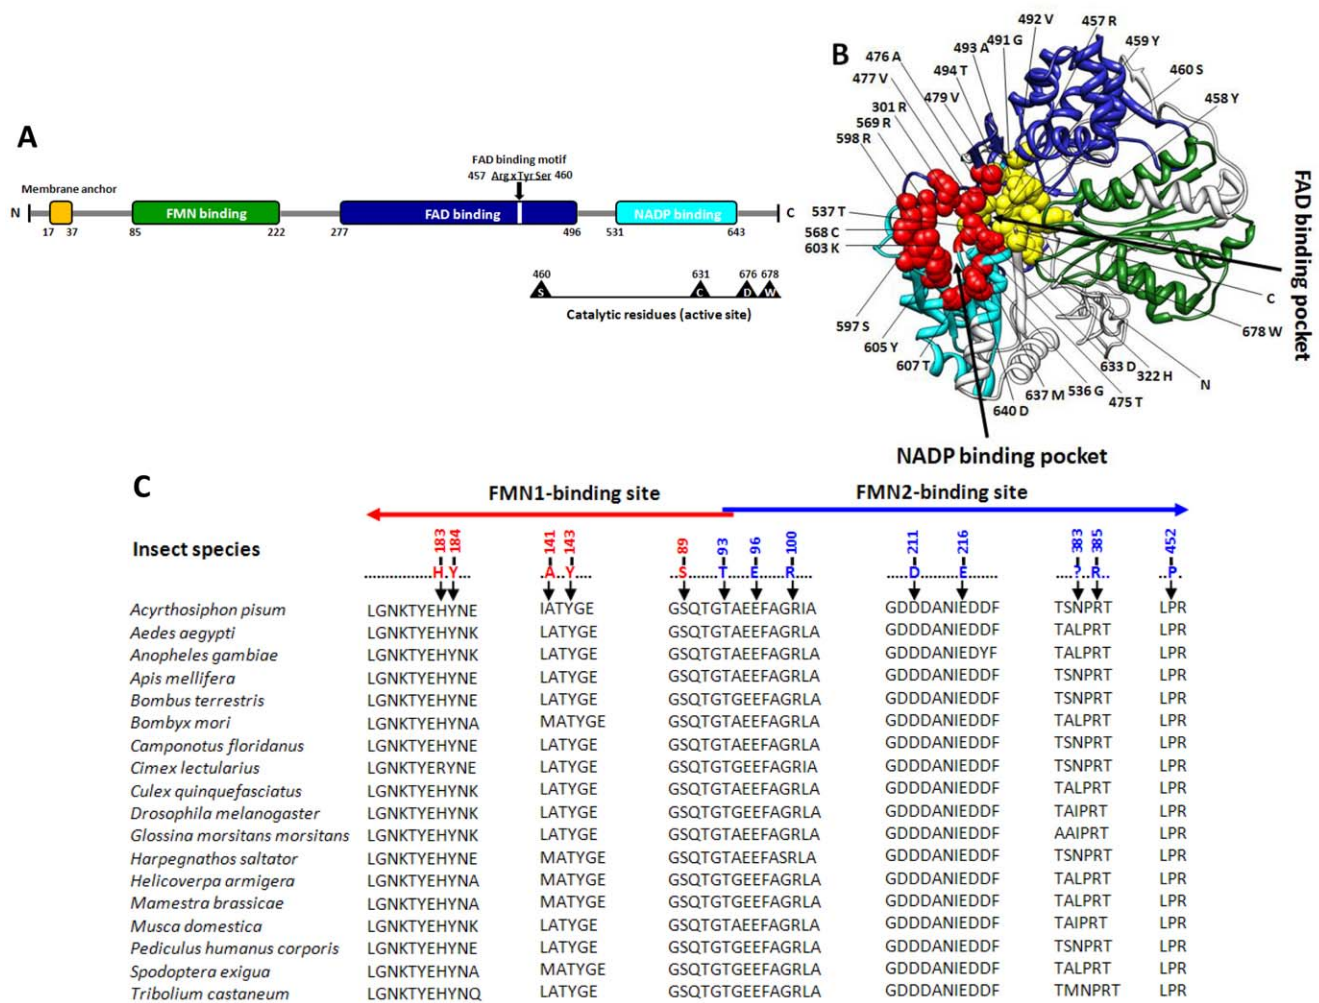 A
Membrane anchor
FAD binding motif
457 ArgxTyrSer 460
N FMN binding FAD binding NADP binding C
17 37 85 222 277 496 531 643
460 631 676 678
S C D W
Catalytic residues (active site)
B
492 V
457 R
491 G
459 Y
493 A
476 A
460 S
494 T
477 V
479 V
458 Y
301 R
569 R
598 R
537 T
568 C
603 K
FAD binding pocket
C
597 S
678 W
605 Y
607 T
633 D
322 H
N
637 M
536 G
475 T
640 D
NADP binding pocket
C
FMN1-binding site FMN2-binding site
Insect species
183 184 141 143 89 93 96 100 211 216 383 385 452
H Y A Y S T E R D E ? R P
Acyrthosiphon pisum LGNKTYEHYNE IATYGE GSQTGTAEEFAGRIA GDDDANIEDDF TSNPRT LPR
Aedes aegypti LGNKTYEHYNK LATYGE GSQTGTAEEFAGRLA GDDDANIEDDF TALPRT LPR
Anopheles gambiae LGNKTYEHYNK LATYGE GSQTGTAEEFAGRLA GDDDANIEDYF TALPRT LPR
Apis mellifera LGNKTYEHYNE LATYGE GSQTGTAEEFAGRLA GDDDANIEDDF TSNPRT LPR
Bombus terrestris LGNKTYEHYNE LATYGE GSQTGTGEEFAGRLA GDDDANIEDDF TSNPRT LPR
Bombyx mori LGNKTYEHYNA MATYGE GSQTGTGEEFAGRLA GDDDANIEDDF TALPRT LPR
Camponotus floridanus LGNKTYEHYNE LATYGE GSQTGTAEEFAGRLA GDDDANIEDDF TSNPRT LPR
Cimex lectularius LGNKTYERYNE LATYGE GSQTGTGEEFAGRIA GDDDANIEDDF TSNPRT LPR
Culex quinquefasciatus LGNKTYEHYNK LATYGE GSQTGTAEEFAGRLA GDDDANIEDDF TALPRT LPR
Drosophila melanogaster LGNKTYEHYNK LATYGE GSQTGTGEEFAGRLA GDDDANIEDDF TAIPRT LPR
Glossina morsitans morsitans LGNKTYEHYNK LATYGE GSQTGTAEEFAGRLA GDDDANIEDDF AAIPRT LPR
Harpegnathos saltator LGNKTYEHYNE MATYGE GSQTGTAEEFASRLA GDDDANIEDDF TSNPRT LPR
Helicoverpa armigera LGNKTYEHYNA MATYGE GSQTGTGEEFAGRLA GDDDANIEDDF TALPRT LPR
Mamestra brassicae LGNKTYEHYNA MATYGE GSQTGTGEEFAGRLA GDDDANIEDDF TALPRT LPR
Musca domestica LGNKTYEHYNK LATYGE GSQTGTAEEFAGRLA GDDDANIEDDF TAIPRT LPR
Pediculus humanus corporis LGNKTYEHYNE LATYGE GSQTGTGEEFAGRLA GDDDANIEDDF TSNPRT LPR
Spodoptera exigua LGNKTYEHYNA MATYGE GSQTGTGEEFAGRLA GDDDANIEDDF TALPRT LPR
Tribolium castaneum LGNKTYEHYNQ LATYGE GSQTGTGEEFAGRLA GDDDANIEDDF TMNPRT LPR